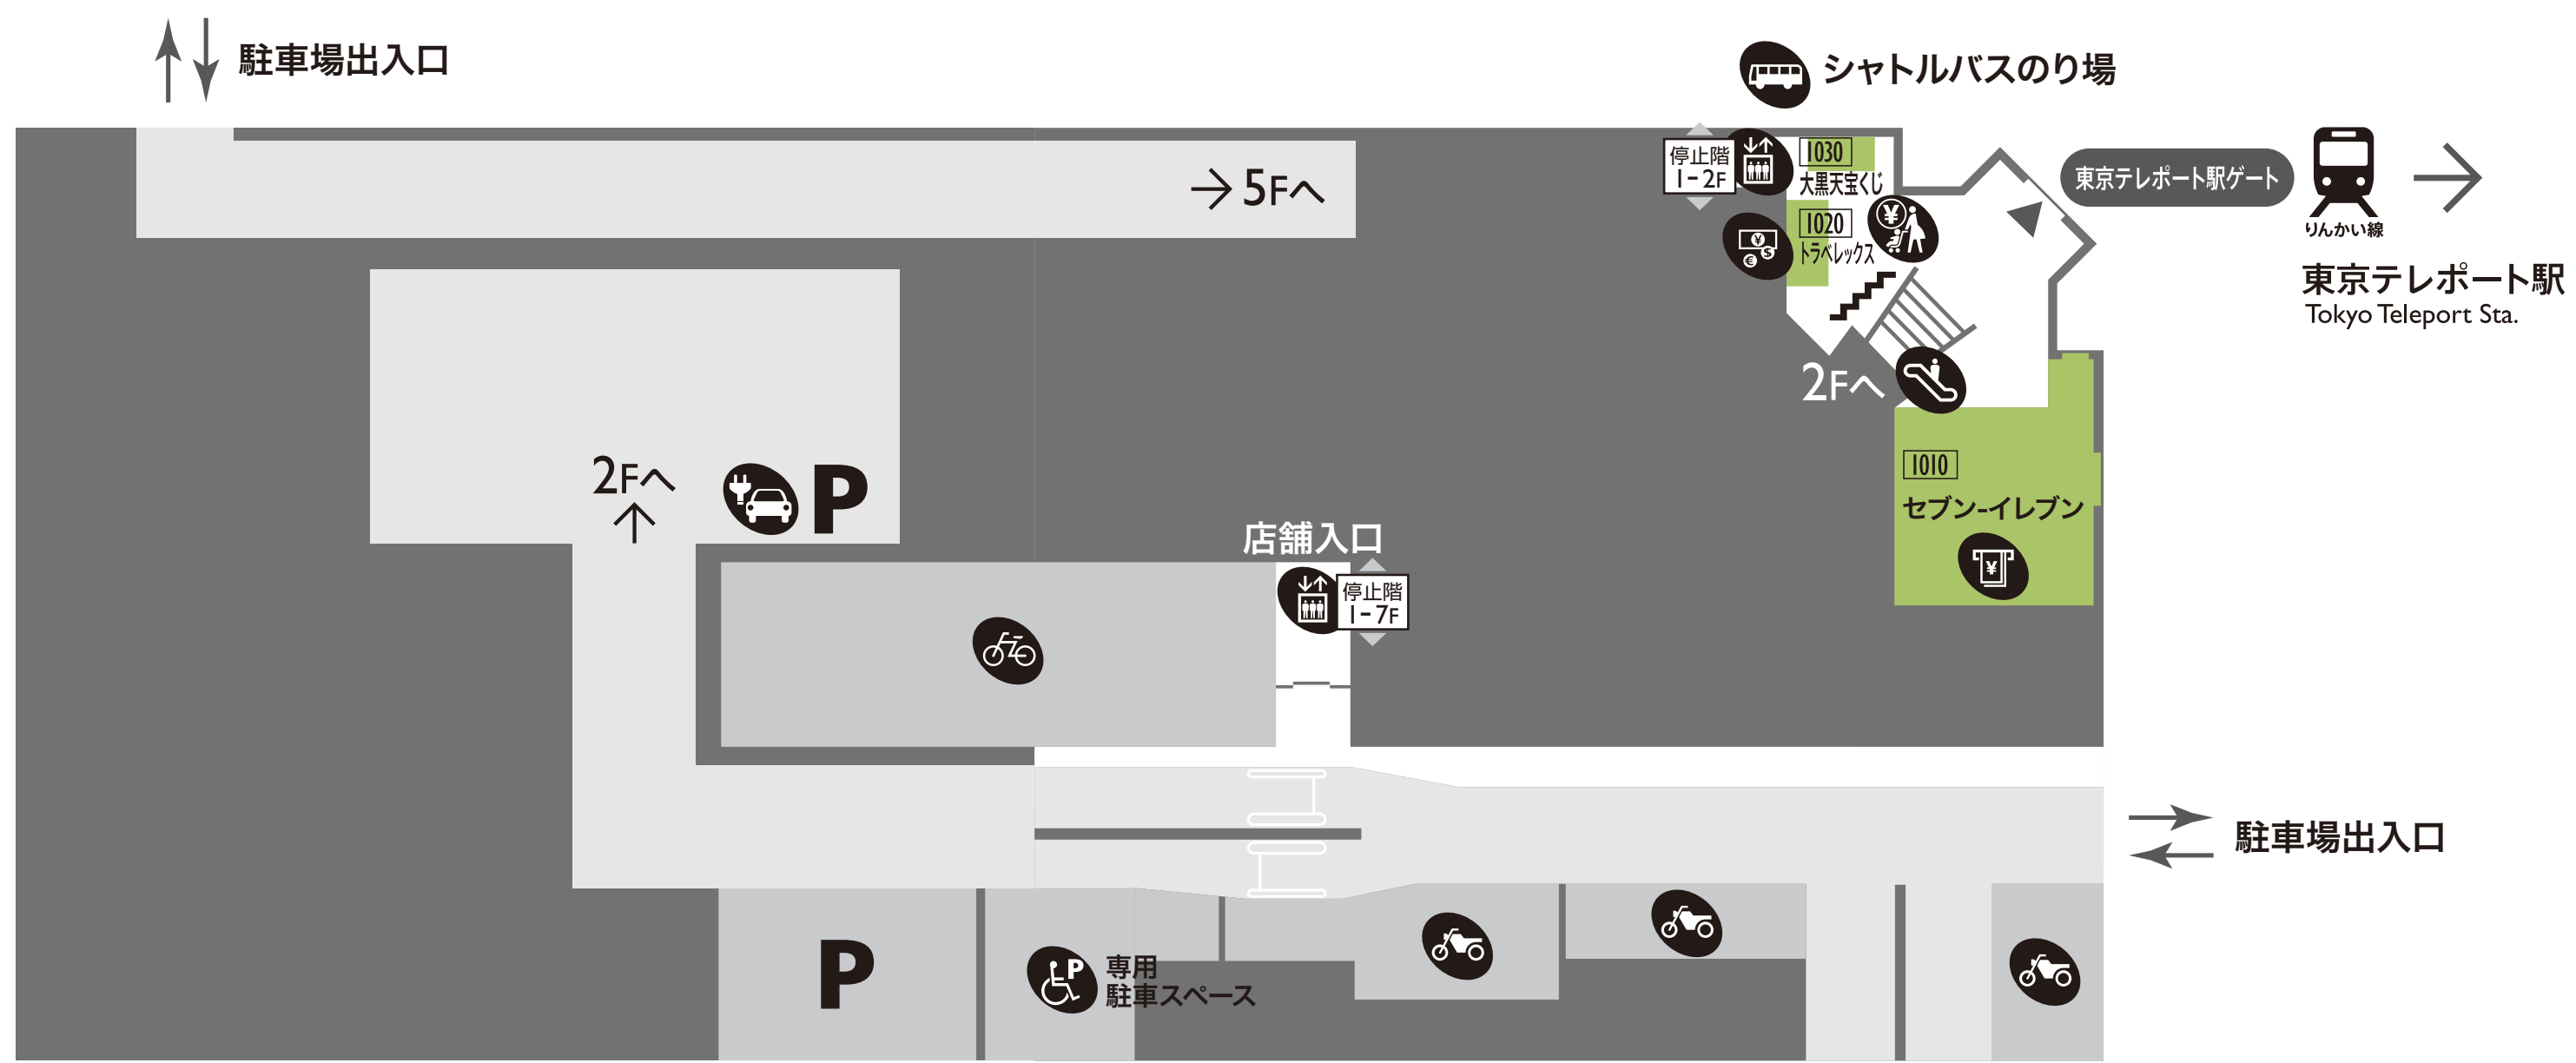 駐車場出入口
シャトルバスのり場
停止階
1-2F
1030
大黒天宝くじ
東京テレポート駅ゲート
りんかい線
→5Fへ
¥
€
$
1020
トラベレックス
¥
東京テレポート駅
Tokyo Teleport Sta.
2Fへ
2Fへ
P
1010
セブン-イレブン
¥
店舗入口
停止階
1-7F
駐車場出入口
P
P
専用
駐車スペース